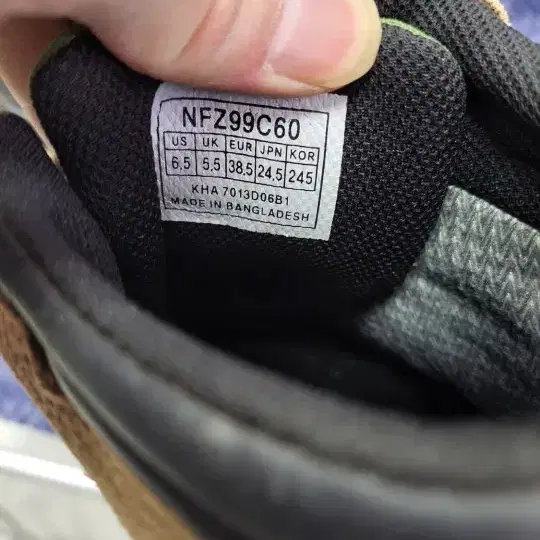 NFZ99C60
US UK EUR JPN KOR
6.5 5.5 38.5 24.5 245
KHA 7013D06B1
MADE IN BANGLADESH